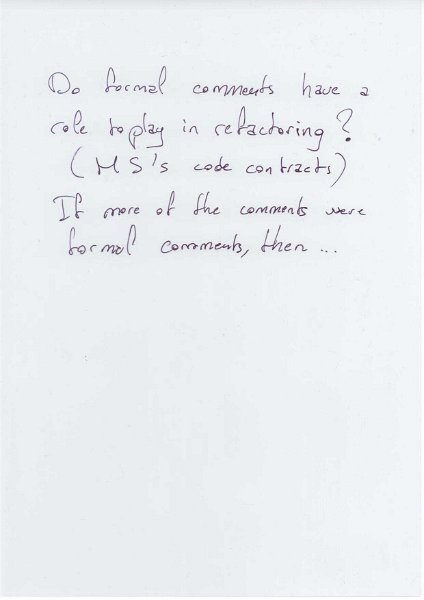 Do formal comments have a
role to play in refactoring?
(MS's code contracts)
If more of the comments were
formal comments, then ...